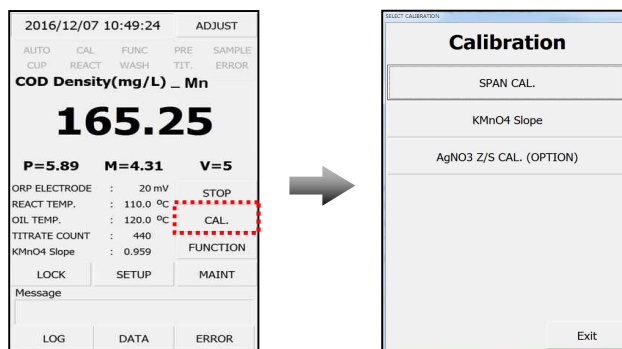 2016/12/07 10:49:24 ADJUST
AUTO CAL FUNC PRE SAMPLE
CUP REACT WASH TIT. ERROR
COD Density(mg/L) _ Mn
165.25
P=5.89 M=4.31 V=5
ORP ELECTRODE : 20 mV
STOP
REACT TEMP. : 110.0 ºC
OIL TEMP. : 120.0 ºC
CAL.
TITRATE COUNT : 440
KMnO4 Slope : 0.959
FUNCTION
LOCK SETUP MAINT
Message
LOG DATA ERROR
SELECT CALIBRATION
Calibration
SPAN CAL.
KMnO4 Slope
AgNO3 Z/S CAL. (OPTION)
Exit